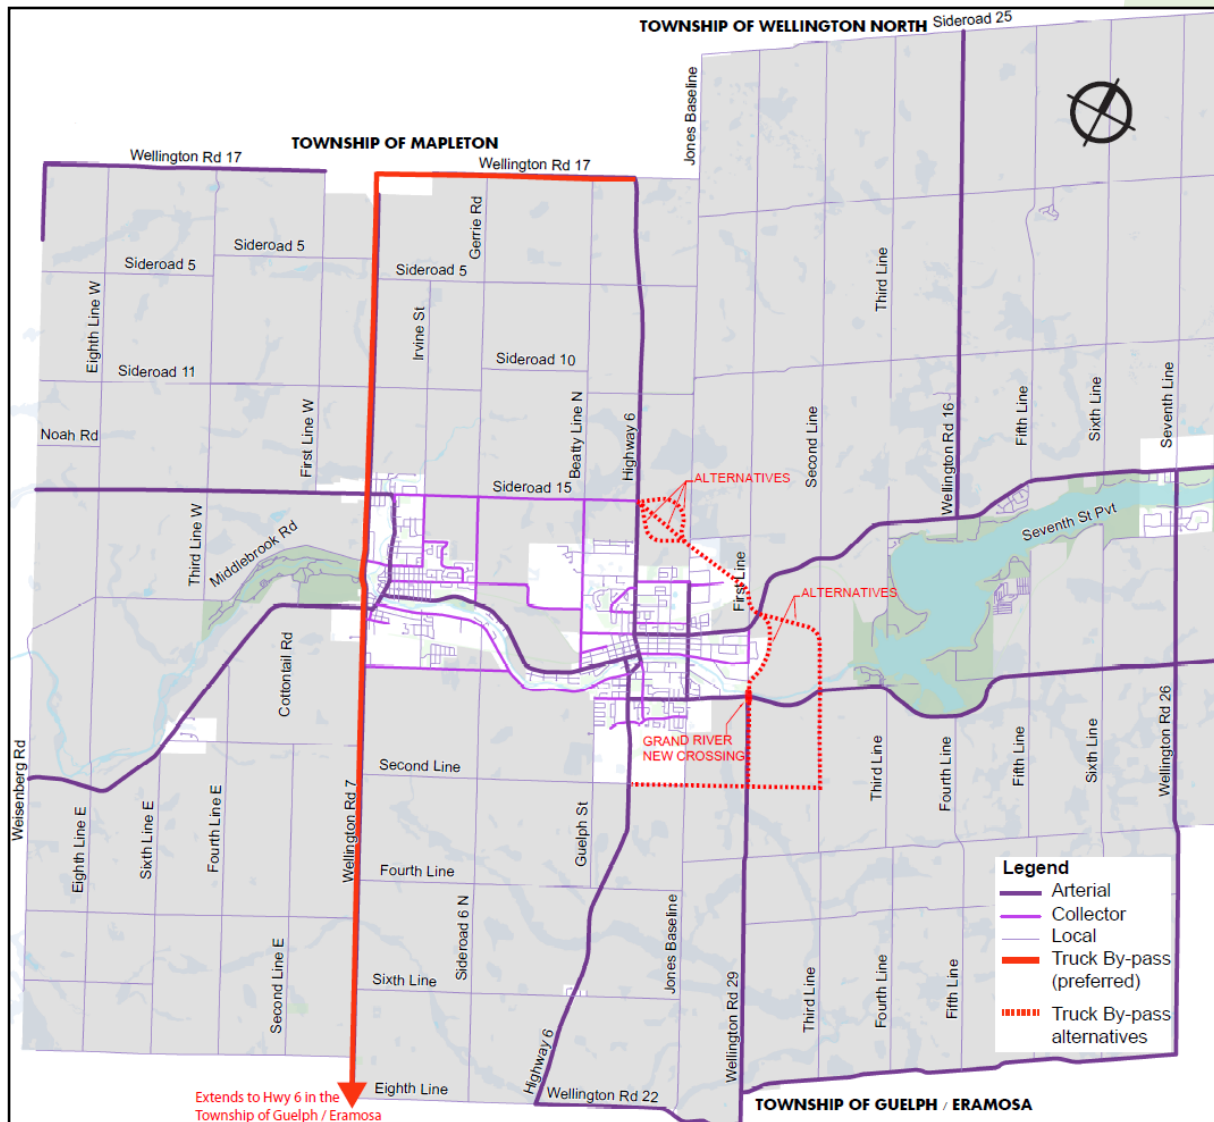 TOWNSHIP OF WELLINGTON NORTH
Sideroad 25
Jones Baseline
TOWNSHIP OF MAPLETON
Wellington Rd 17
Wellington Rd 17
Gerrie Rd
Sideroad 5
Sideroad 5
Sideroad 5
Third Line
Eighth Line W
Irvine St
Sideroad 10
Sideroad 11
First Line W
Beatty Line N
Highway 6
Second Line
Wellington Rd 16
Fifth Line
Sixth Line
Seventh Line
Noah Rd
Sideroad 15
ALTERNATIVES
Third Line W
Middlebrook Rd
Seventh St Pvt
First Line
ALTERNATIVES
Cottontail Rd
Weisenberg Rd
GRAND RIVER
NEW CROSSING
Second Line
Wellington Rd 7
Guelph St
Third Line
Fourth Line
Fifth Line
Sixth Line
Wellington Rd 26
Eighth Line E
Sixth Line E
Fourth Line E
Fourth Line
Sideroad 6 N
Jones Baseline
Second Line E
Sixth Line
Wellington Rd 29
Third Line
Fourth Line
Fifth Line
Legend
Arterial
Collector
Local
Truck By-pass
(preferred)
Truck By-pass
alternatives
Highway 6
Eighth Line
Wellington Rd 22
Extends to Hwy 6 in the
Township of Guelph / Eramosa
TOWNSHIP OF GUELPH / ERAMOSA